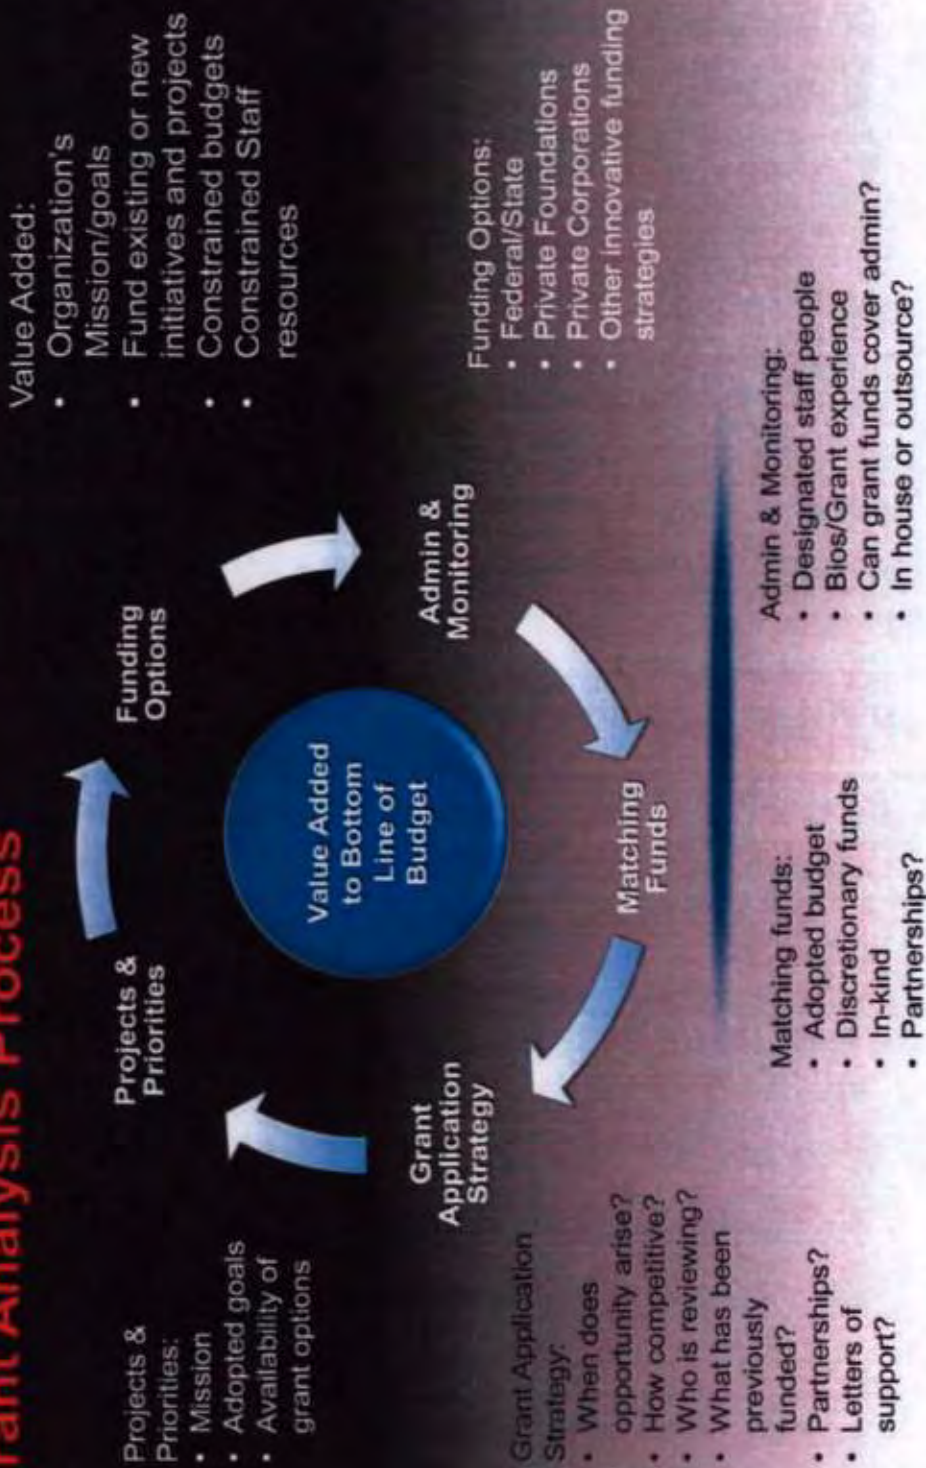 rant Analysis Process
Value Added:
• Organization's
Mission/goals
• Fund existing or new
initiatives and projects
• Constrained budgets
• Constrained Staff
resources
Projects &
Priorities:
• Mission
• Adopted goals
• Availability of
grant options
Projects &
Priorities
Funding
Options
Value Added
to Bottom
Line of
Budget
Grant
Application
Strategy
Admin &
Monitoring
Matching
Funds
Funding Options:
• Federal/State
• Private Foundations
• Private Corporations
• Other innovative funding
strategies
Grant Application
Strategy:
• When does
opportunity arise?
• How competitive?
• Who is reviewing?
• What has been
previously
funded?
• Partnerships?
• Letters of
support?
Matching funds:
• Adopted budget
• Discretionary funds
• In-kind
• Partnerships?
Admin & Monitoring:
• Designated staff people
• Bios/Grant experience
• Can grant funds cover admin?
• In house or outsource?